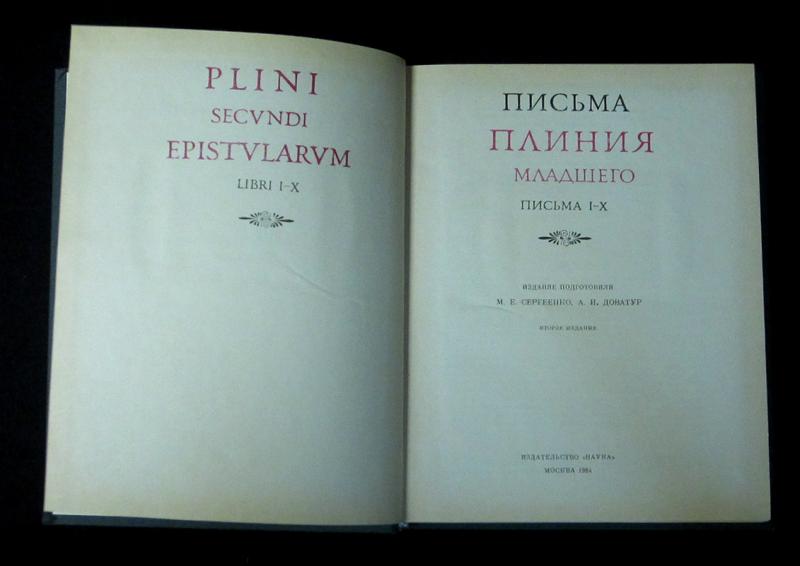 PLINI
SECVNDI
EPISTVLARVM
LIBRI I–X
ПИСЬМА
ПЛИНИЯ
МЛАДШЕГО
ПИСЬМА I–X
ИЗДАНИЕ ПОДГОТОВИЛИ
М. Е. СЕРГЕЕНКО, А. И. ДОВАТУР
ВТОРОЕ ИЗДАНИЕ
ИЗДАТЕЛЬСТВО «НАУКА»
МОСКВА 1984